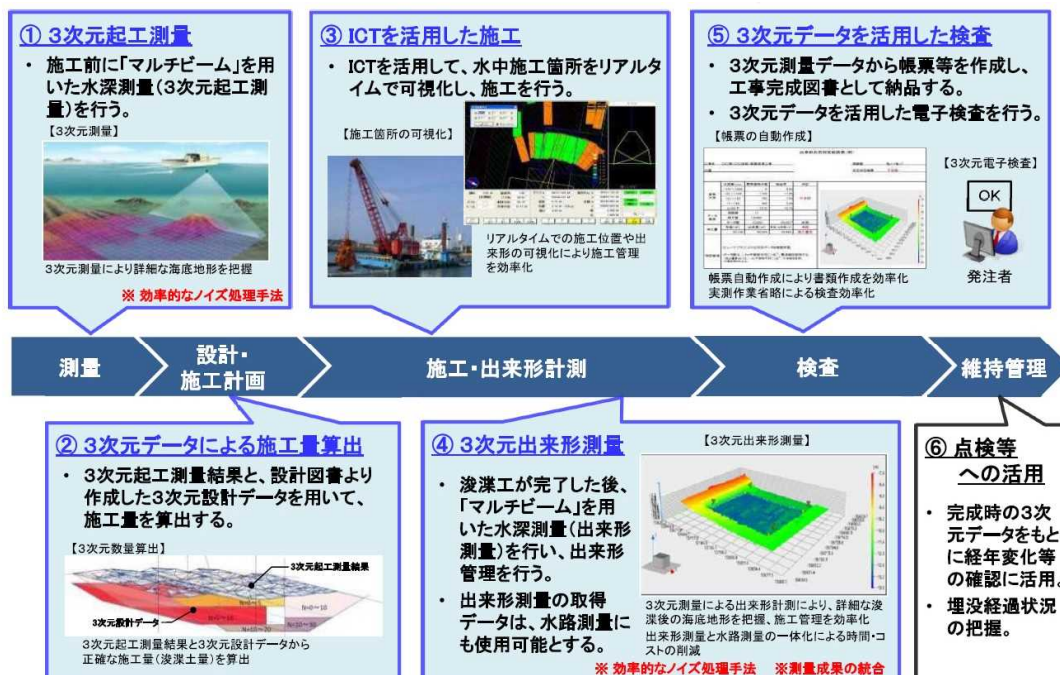 ① 3次元起工測量
・ 施工前に「マルチビーム」を用
いた水深測量(3次元起工測
量)を行う。
【3次元測量】
3次元測量により詳細な海底地形を把握
※ 効率的なノイズ処理手法
③ ICTを活用した施工
・ ICTを活用して、水中施工箇所をリアルタ
イムで可視化し、施工を行う。
【施工箇所の可視化】
リアルタイムでの施工位置や出
来形の可視化により施工管理
を効率化
⑤ 3次元データを活用した検査
・ 3次元測量データから帳票等を作成し、
工事完成図書として納品する。
・ 3次元データを活用した電子検査を行う。
【帳票の自動作成】
【3次元電子検査】
OK
発注者
帳票自動作成により書類作成を効率化
実測作業省略による検査効率化
測量
設計・
施工計画
施工・出来形計測
検査
維持管理
② 3次元データによる施工量算出
・ 3次元起工測量結果と、設計図書より
作成した3次元設計データを用いて、
施工量を算出する。
【3次元数量算出】
3次元起工測量結果
3次元設計データ
3次元起工測量結果と3次元設計データから
正確な施工量(浚渫土量)を算出
④ 3次元出来形測量
・ 浚渫工が完了した後、
「マルチビーム」を用
いた水深測量(出来形
測量)を行い、出来形
管理を行う。
・ 出来形測量の取得
データは、水路測量に
も使用可能とする。
【3次元出来形測量】
3次元測量による出来形計測により、詳細な浚
渫後の海底地形を把握、施工管理を効率化
出来形測量と水路測量の一体化による時間・コ
ストの削減
※ 効率的なノイズ処理手法 ※測量成果の統合
⑥ 点検等
への活用
・ 完成時の3次
元データをもと
に経年変化等
の確認に活用。
・ 埋没経過状況
の把握。